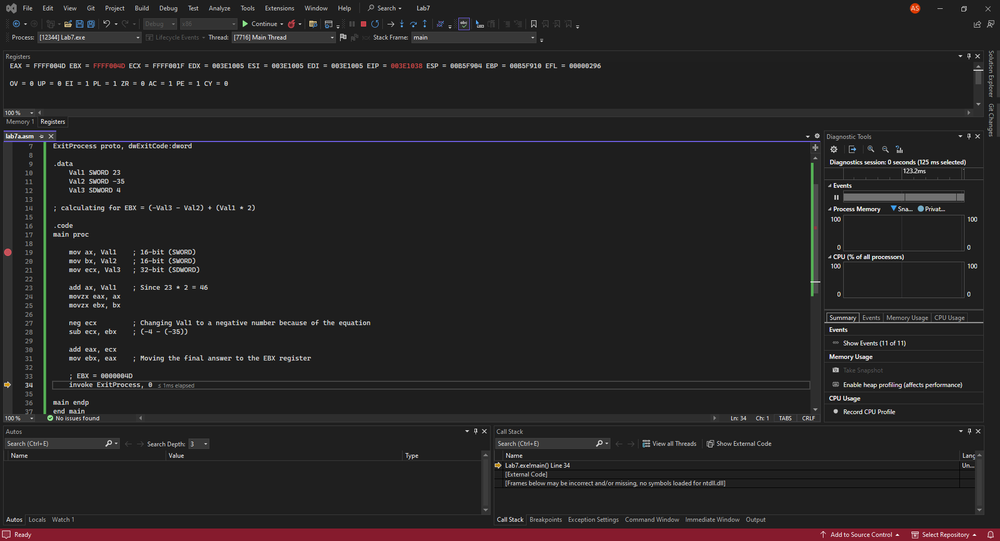 File Edit View Git Project Build Debug Test Analyze Tools Extensions Window Help Search Lab7 AS
Debug x86 Continue abc
Process: [12344] Lab7.exe Lifecycle Events Thread: [7716] Main Thread Stack Frame: main
Registers
EAX = FFFF004D EBX = FFFF004D ECX = FFFF001F EDX = 003E1005 ESI = 003E1005 EDI = 003E1005 EIP = 003E1038 ESP = 00B5F904 EBP = 00B5F910 EFL = 00000296
OV = 0 UP = 0 EI = 1 PL = 1 ZR = 0 AC = 1 PE = 1 CY = 0
100 %
Memory 1 Registers
Solution Explorer
Git Changes
lab7a.asm
7 ExitProcess proto, dwExitCode:dword
8
9 .data
10 Val1 SWORD 23
11 Val2 SWORD -35
12 Val3 SDWORD 4
13
14 ; calculating for EBX = (-Val3 - Val2) + (Val1 * 2)
15
16 .code
17 main proc
18
19 mov ax, Val1 ; 16-bit (SWORD)
20 mov bx, Val2 ; 16-bit (SWORD)
21 mov ecx, Val3 ; 32-bit (SDWORD)
22
23 add ax, Val1 ; Since 23 * 2 = 46
24 movzx eax, ax
25 movzx ebx, bx
26
27 neg ecx ; Changing Val1 to a negative number because of the equation
28 sub ecx, ebx ; (-4 - (-35))
29
30 add eax, ecx
31 mov ebx, eax ; Moving the final answer to the EBX register
32
33 ; EBX = 0000004D
34 invoke ExitProcess, 0 ≤ 1ms elapsed
35
36 main endp
37 end main
100 % No issues found Ln: 34 Ch: 1 TABS CRLF
Diagnostic Tools
Diagnostics session: 0 seconds (125 ms selected)
123.2ms
Events
Process Memory Sna... Privat...
100 100
0 0
CPU (% of all processors)
100 100
0 0
Summary Events Memory Usage CPU Usage
Events
Show Events (11 of 11)
Memory Usage
Take Snapshot
Enable heap profiling (affects performance)
CPU Usage
Record CPU Profile
Autos
Search (Ctrl+E) Search Depth: 3
Name Value Type
Autos Locals Watch 1
Call Stack
Search (Ctrl+E) View all Threads Show External Code
Name Lang
Lab7.exe!main() Line 34 Un...
[External Code]
[Frames below may be incorrect and/or missing, no symbols loaded for ntdll.dll]
Call Stack Breakpoints Exception Settings Command Window Immediate Window Output
Ready Add to Source Control Select Repository